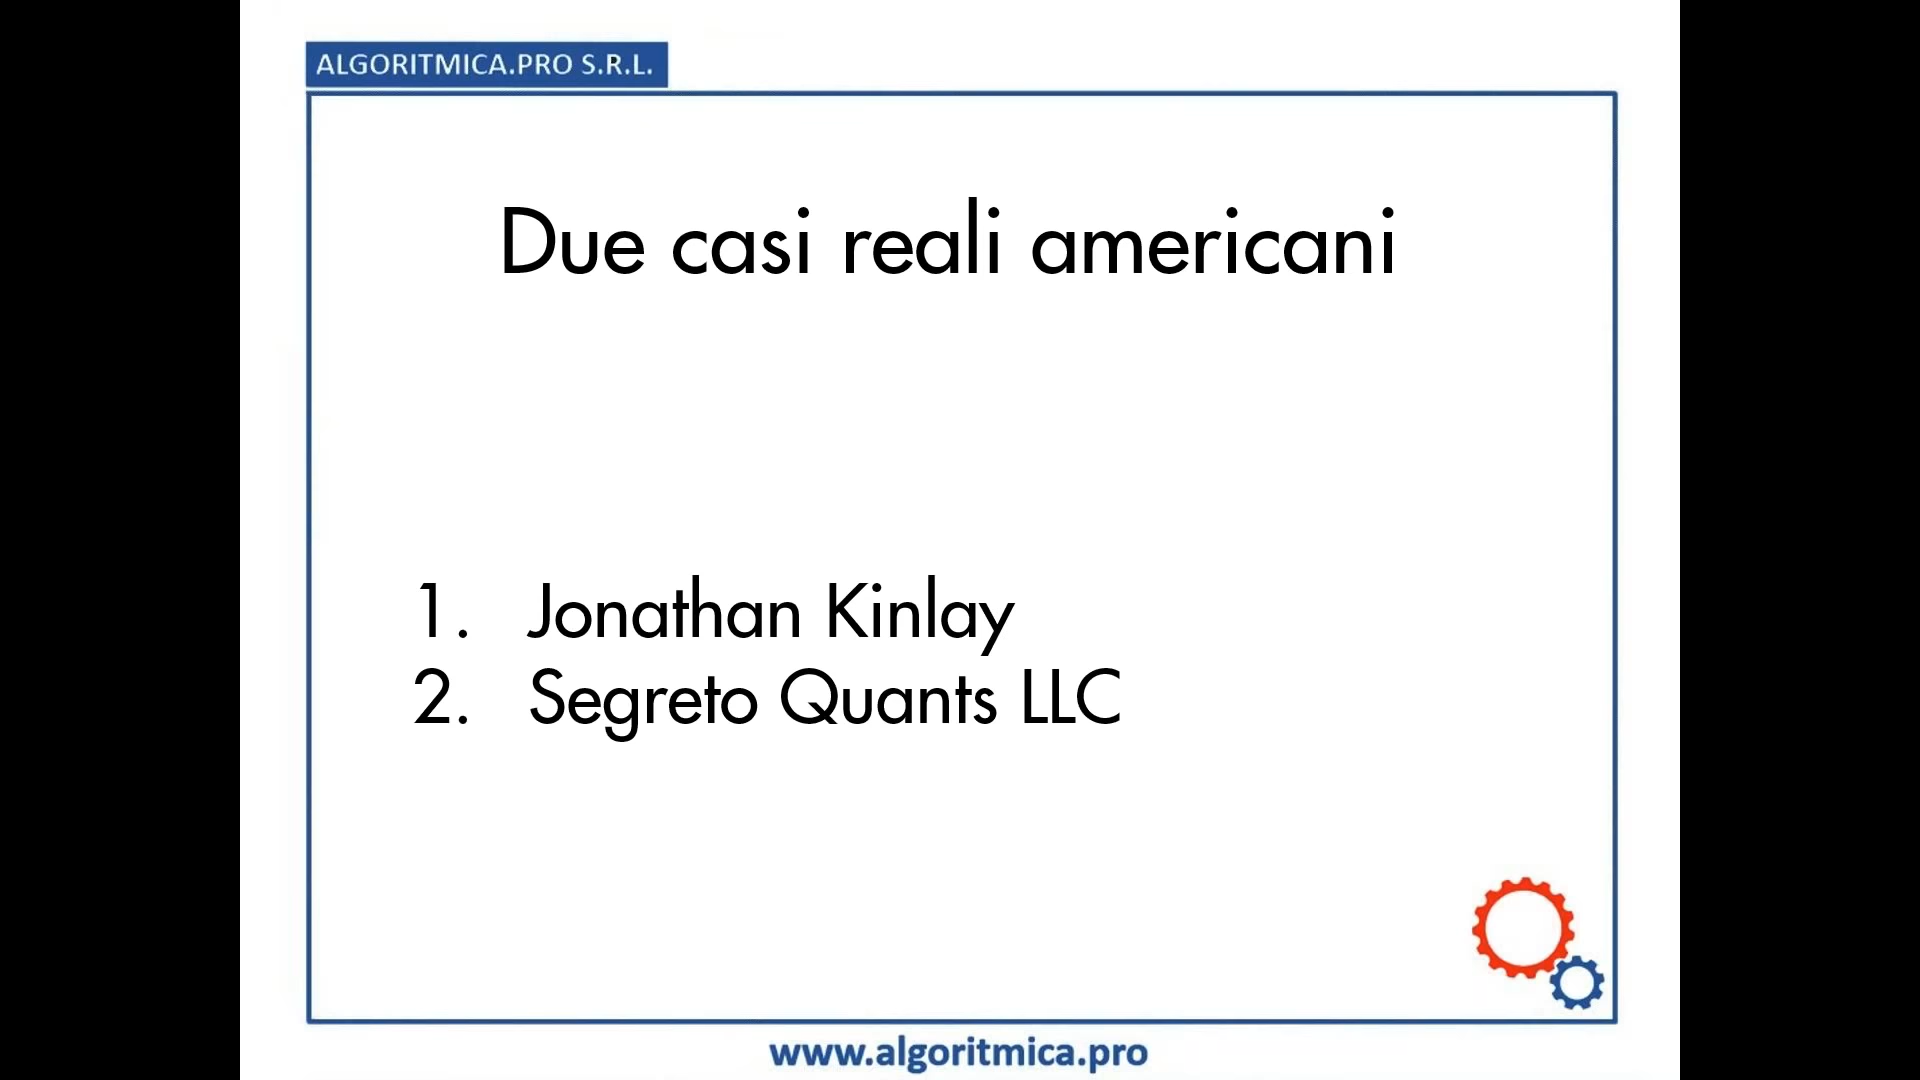 ALGORITMICA.PRO S.R.L.
Due casi reali americani
1. Jonathan Kinlay
2. Segreto Quants LLC
www.algoritmica.pro